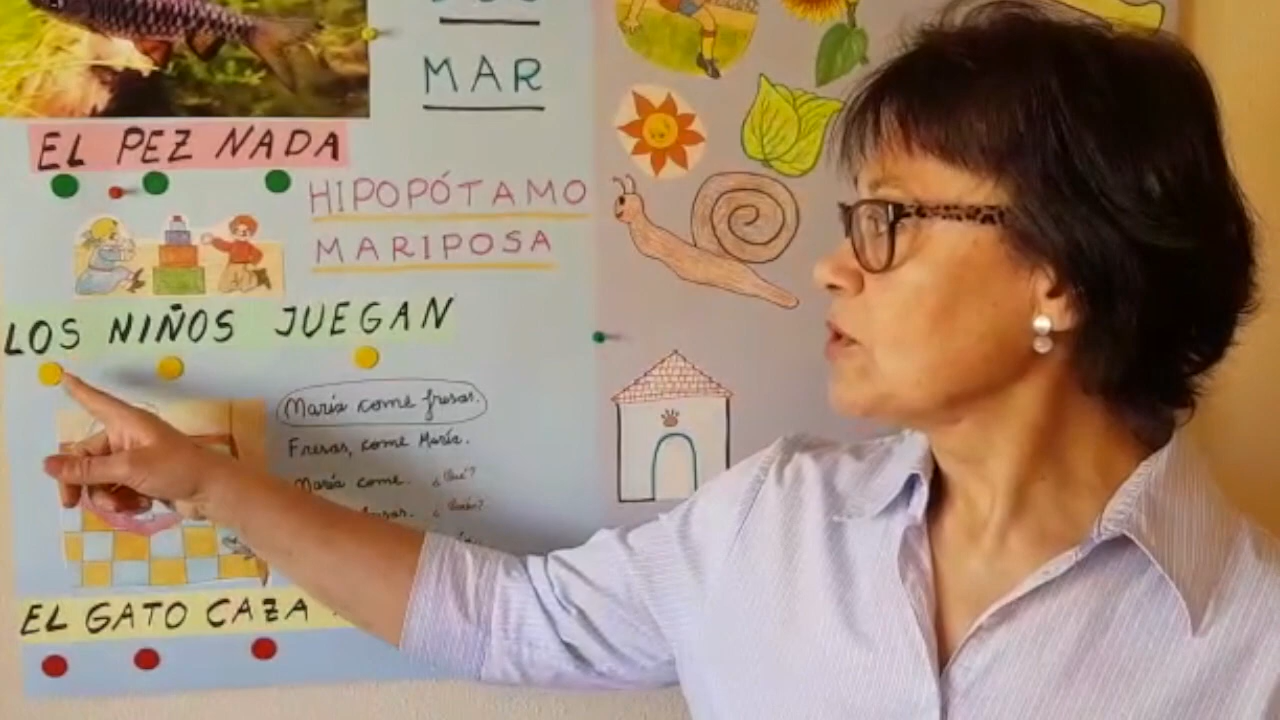 MAR
EL PEZ NADA
HIPOPÓTAMO
MARIPOSA
LOS NIÑOS JUEGAN
María come fresas.
Fresas, come María.
María come. ¿Qué?
¿Quién?
EL GATO CAZA